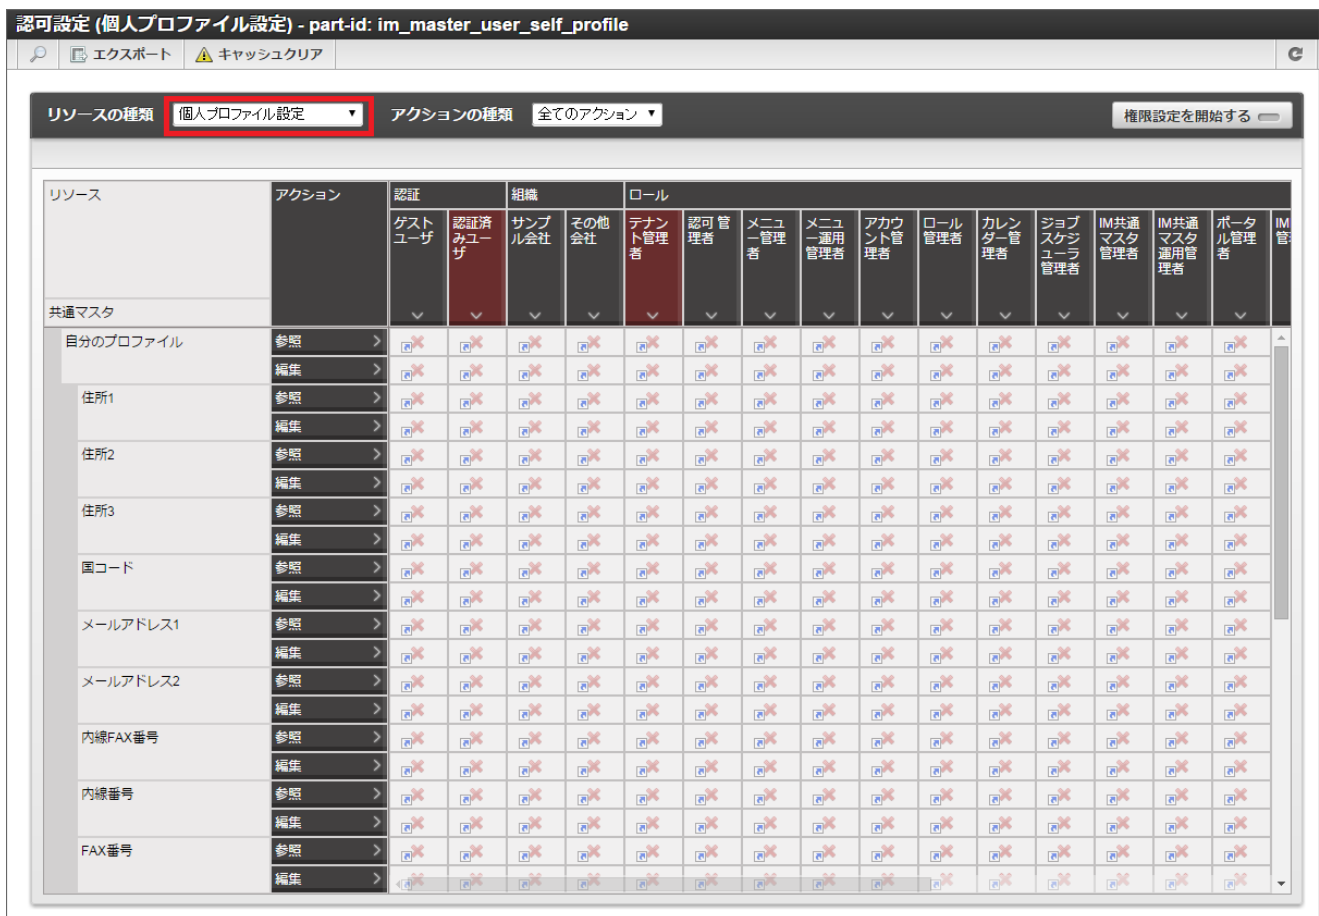 認可設定 (個人プロファイル設定) - part-id: im_master_user_self_profile
エクスポート キャッシュクリア
リソースの種類 個人プロファイル設定 アクションの種類 全てのアクション 権限設定を開始する
リソース アクション 認証 組織 ロール
ゲスト
ユーザ
認証済
みユー
ザ
サンプ
ル会社
その他
会社
テナン
ト管理
者
認可 管
理者
メニュ
ー管理
者
メニュ
ー運用
管理者
アカウ
ント管
理者
ロール
管理者
カレン
ダー管
理者
ジョブ
スケジ
ューラ
管理者
IM共通
マスタ
管理者
IM共通
マスタ
運用管
理者
ポータ
ル管理
者
IM
共通マスタ
自分のプロファイル 参照
編集
住所1 参照
編集
住所2 参照
編集
住所3 参照
編集
国コード 参照
編集
メールアドレス1 参照
編集
メールアドレス2 参照
編集
内線FAX番号 参照
編集
内線番号 参照
編集
FAX番号 参照
編集